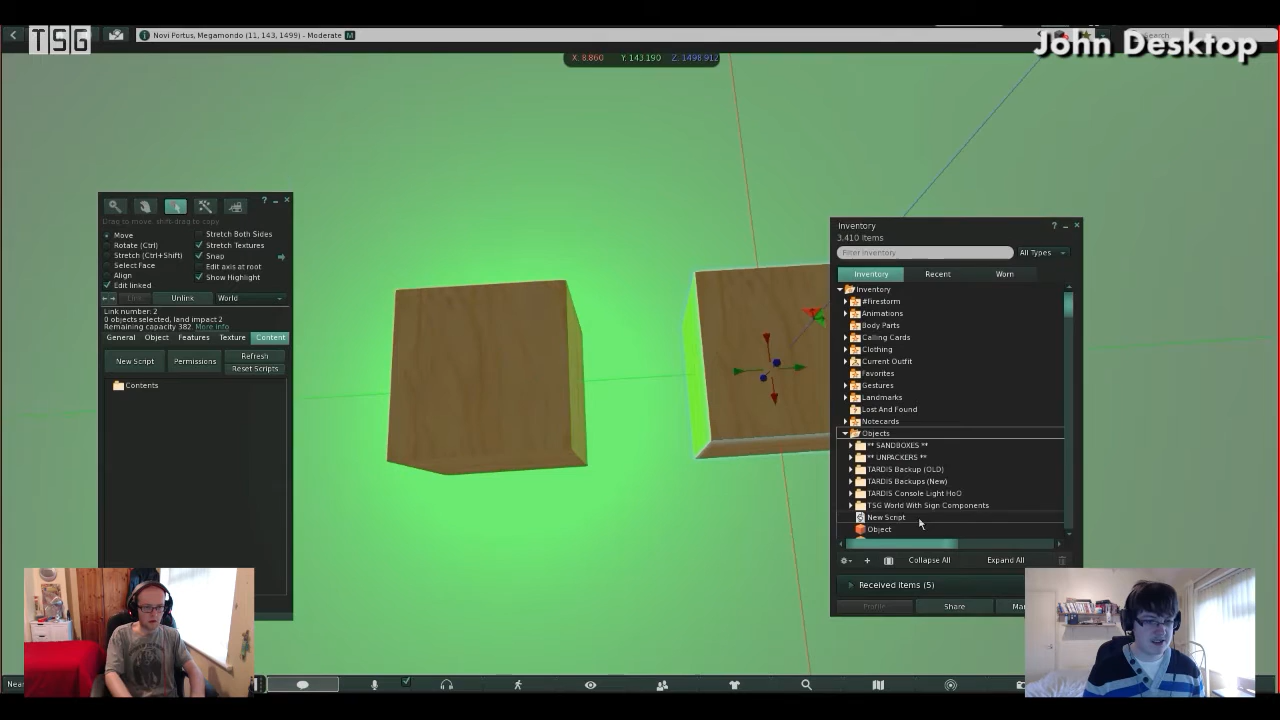 TSG
Novi Portus, Megamondo (11, 143, 1499) - Moderate M
Search
John Desktop
X: 8.860 Y: 143.190 Z: 1498.912
? _ ×
Drag to move, shift-drag to copy
Move
Rotate (Ctrl)
Stretch (Ctrl+Shift)
Select Face
Align
Edit linked
Stretch Both Sides
Stretch Textures
Snap
Edit axis at root
Show Highlight
Link Unlink World
Link number: 2
0 objects selected, land impact 2
Remaining capacity 382. More info
General Object Features Texture Content
New Script Permissions Refresh
Reset Scripts
Contents
Inventory ? _ ×
3,410 Items
Filter Inventory All Types
Inventory Recent Worn
Inventory
#Firestorm
Animations
Body Parts
Calling Cards
Clothing
Current Outfit
Favorites
Gestures
Landmarks
Lost And Found
Notecards
Objects
** SANDBOXES **
** UNPACKERS **
TARDIS Backup (OLD)
TARDIS Backups (New)
TARDIS Console Light HoO
TSG World With Sign Components
New Script
Object
+ Collapse All Expand All
Received items (5)
Profile Share Mar
Near